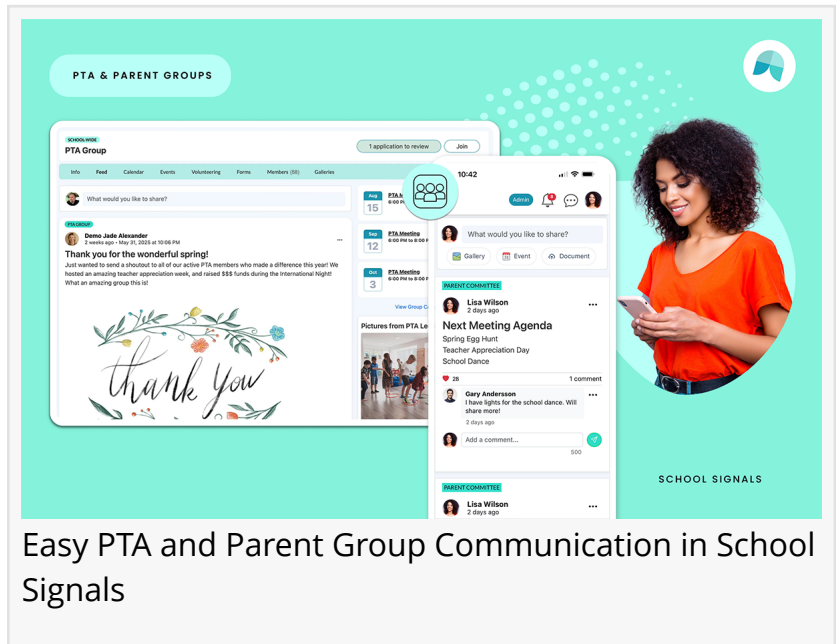 PTA & PARENT GROUPS
SCHOOL WIDE
PTA Group
1 application to review
Join
Info Feed Calendar Events Volunteering Forms Members (88) Galleries
What would you like to share?
PTA GROUP
Demo Jade Alexander
2 weeks ago • May 31, 2025 at 10:06 PM
Thank you for the wonderful spring!
Just wanted to send a shoutout to all of our active PTA members who made a difference this year! We
hosted an amazing teacher appreciation week, and raised $$$ funds during the International Night!
What an amazing group this is!
thank you
Aug
15
PTA
6:00
Sep
12
PTA Meeting
6:00 PM to 8:00
Oct
3
PTA Meeting
6:00 PM to 8:00
View Group
Pictures from PTA
10:42
Admin
What would you like to share?
Gallery Event Document
PARENT COMMITTEE
Lisa Wilson
2 days ago
Next Meeting Agenda
Spring Egg Hunt
Teacher Appreciation Day
School Dance
28 1 comment
Gary Andersson
I have lights for the school dance. Will
share more!
2 days ago
Add a comment...
500
PARENT COMMITTEE
Lisa Wilson
2 days ago
SCHOOL SIGNALS
Easy PTA and Parent Group Communication in School
Signals